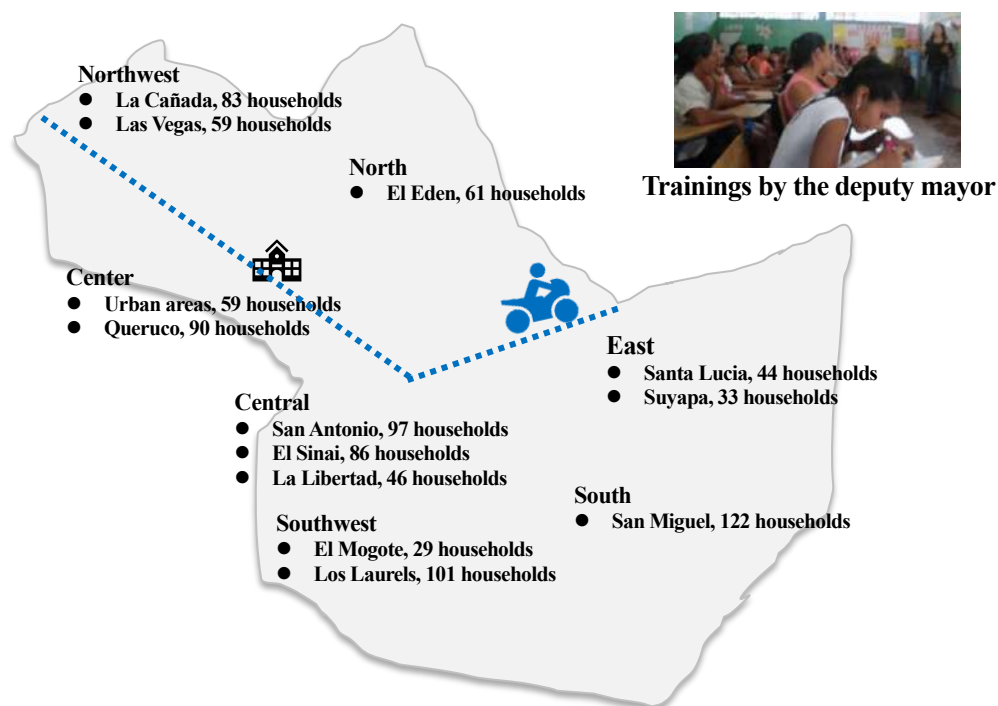 Northwest
● La Cañada, 83 households
● Las Vegas, 59 households
North
● El Eden, 61 households
Trainings by the deputy mayor
Center
● Urban areas, 59 households
● Queruco, 90 households
East
● Santa Lucia, 44 households
● Suyapa, 33 households
Central
● San Antonio, 97 households
● El Sinai, 86 households
● La Libertad, 46 households
South
● San Miguel, 122 households
Southwest
● El Mogote, 29 households
● Los Laurels, 101 households